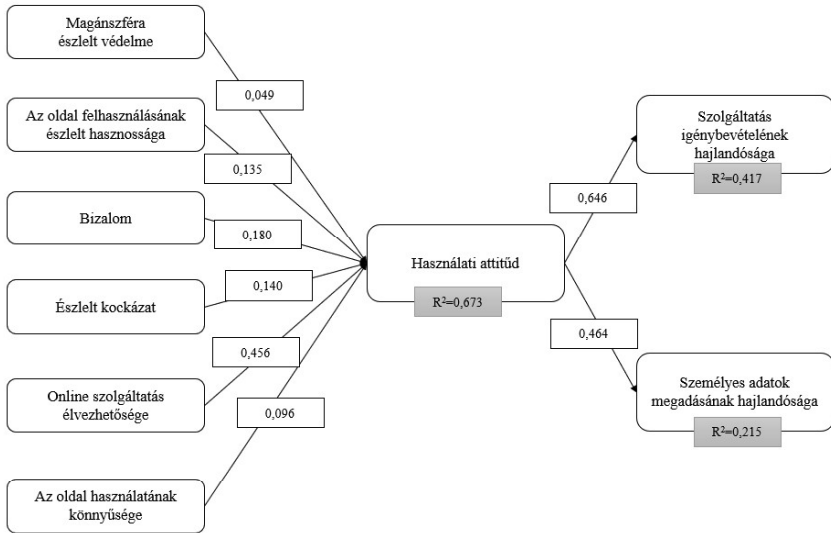 Magánszféra
észlelt védelme
0,049
Az oldal felhasználásának
észlelt hasznossága
0,135
Bizalom
0,180
Észlelt kockázat
0,140
Online szolgáltatás
élvezhetősége
0,456
Az oldal használatának
könnyűsége
0,096
Használati attitűd
R²=0,673
0,646
Szolgáltatás
igénybevételének
hajlandósága
R²=0,417
0,464
Személyes adatok
megadásának hajlandósága
R²=0,215